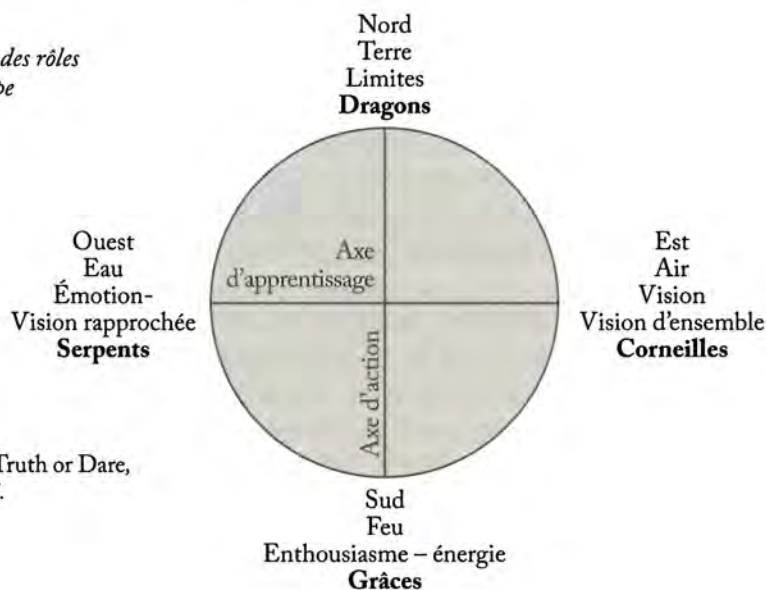 des rôles
Nord
Terre
Limites
Dragons
Ouest
Eau
Émotion-
Vision rapprochée
Serpents
Axe
d'apprentissage
Axe d'action
Est
Air
Vision
Vision d'ensemble
Corneilles
Truth or Dare,
Sud
Feu
Enthousiasme – énergie
Grâces